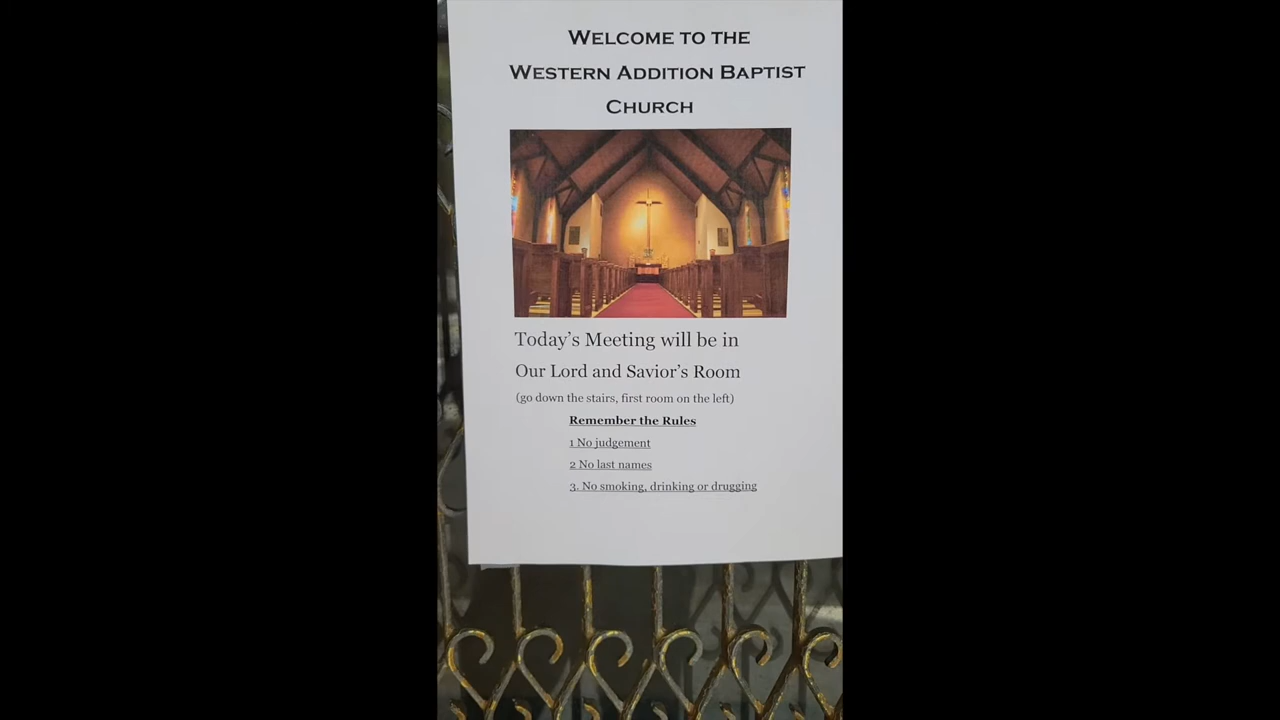 WELCOME TO THE
WESTERN ADDITION BAPTIST
CHURCH
Today's Meeting will be in
Our Lord and Savior's Room
(go down the stairs, first room on the left)
Remember the Rules
1 No judgement
2 No last names
3. No smoking, drinking or drugging